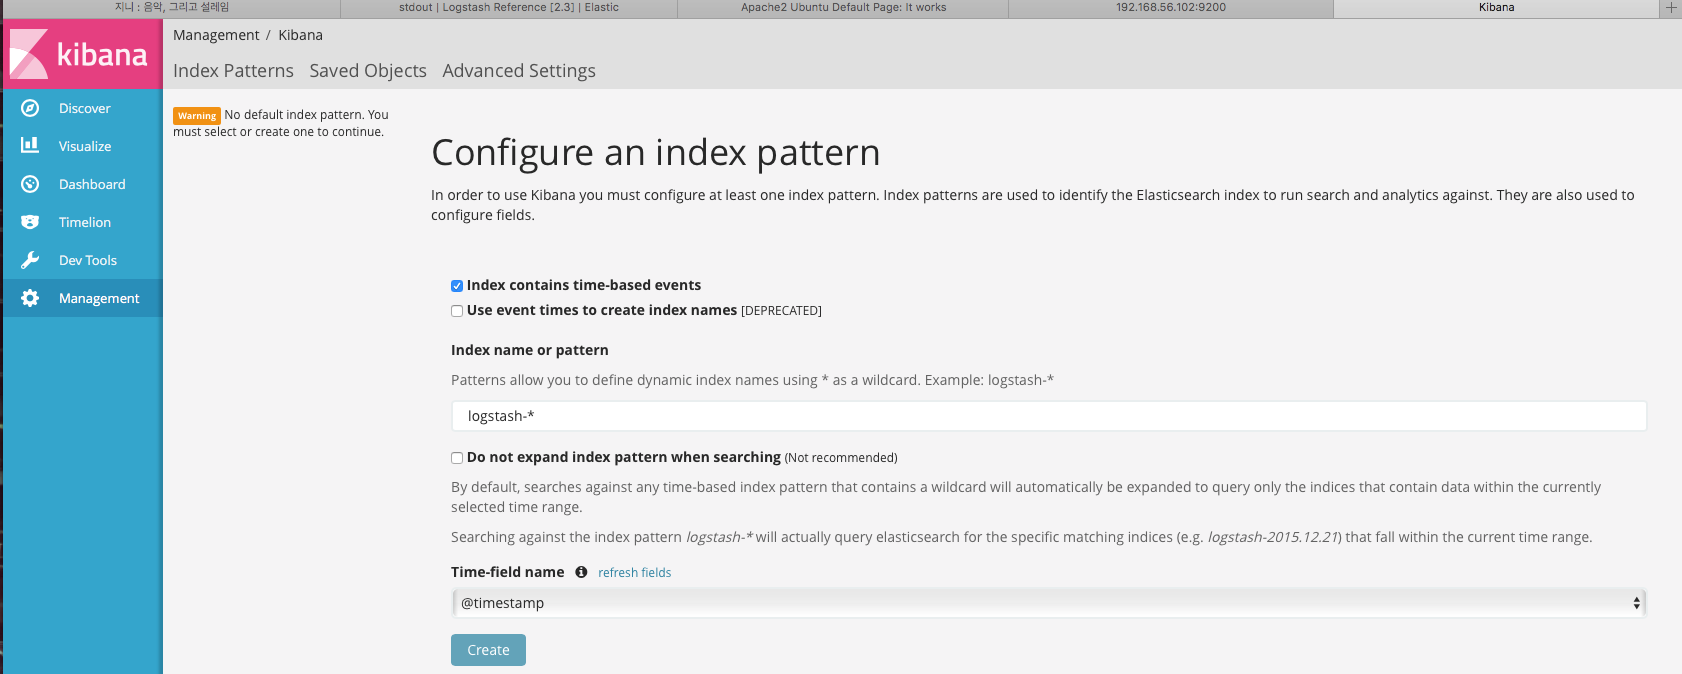 지니 : 음악, 그리고 설레임
stdout | Logstash Reference [2.3] | Elastic
Apache2 Ubuntu Default Page: It works
192.168.56.102:9200
Kibana
kibana
Discover
Visualize
Dashboard
Timelion
Dev Tools
Management
Management / Kibana
Index Patterns Saved Objects Advanced Settings
Warning No default index pattern. You
must select or create one to continue.
Configure an index pattern
In order to use Kibana you must configure at least one index pattern. Index patterns are used to identify the Elasticsearch index to run search and analytics against. They are also used to
configure fields.
Index contains time-based events
Use event times to create index names [DEPRECATED]
Index name or pattern
Patterns allow you to define dynamic index names using * as a wildcard. Example: logstash-*
logstash-*
Do not expand index pattern when searching (Not recommended)
By default, searches against any time-based index pattern that contains a wildcard will automatically be expanded to query only the indices that contain data within the currently
selected time range.
Searching against the index pattern logstash-* will actually query elasticsearch for the specific matching indices (e.g. logstash-2015.12.21) that fall within the current time range.
Time-field name refresh fields
@timestamp
Create